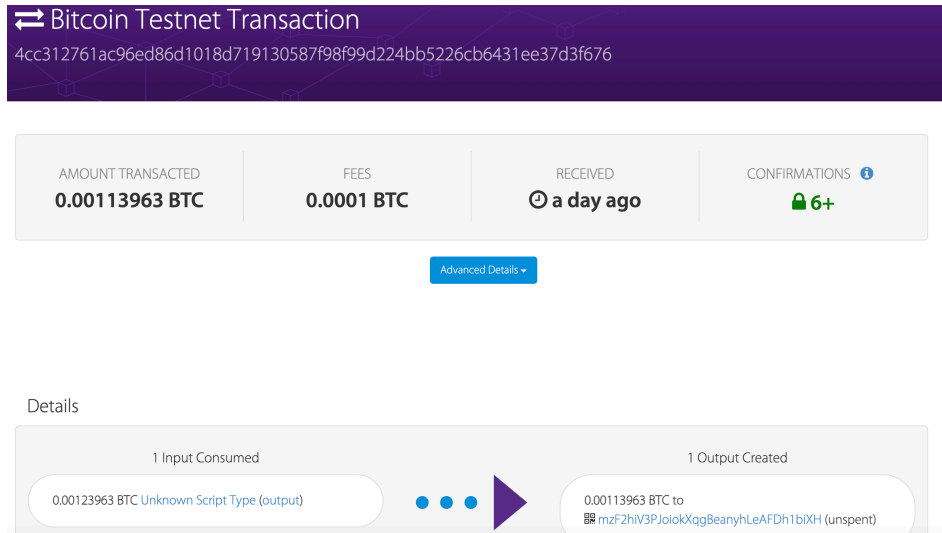 Bitcoin Testnet Transaction
4cc312761ac96ed86d1018d719130587f98f99d224bb5226cb6431ee37d3f676
AMOUNT TRANSACTED
0.00113963 BTC
FEES
0.0001 BTC
RECEIVED
a day ago
CONFIRMATIONS
6+
Advanced Details
Details
1 Input Consumed
0.00123963 BTC Unknown Script Type (output)
1 Output Created
0.00113963 BTC to
mzF2hiV3PJoiokXqgBeanyhLeAFDh1biXH (unspent)